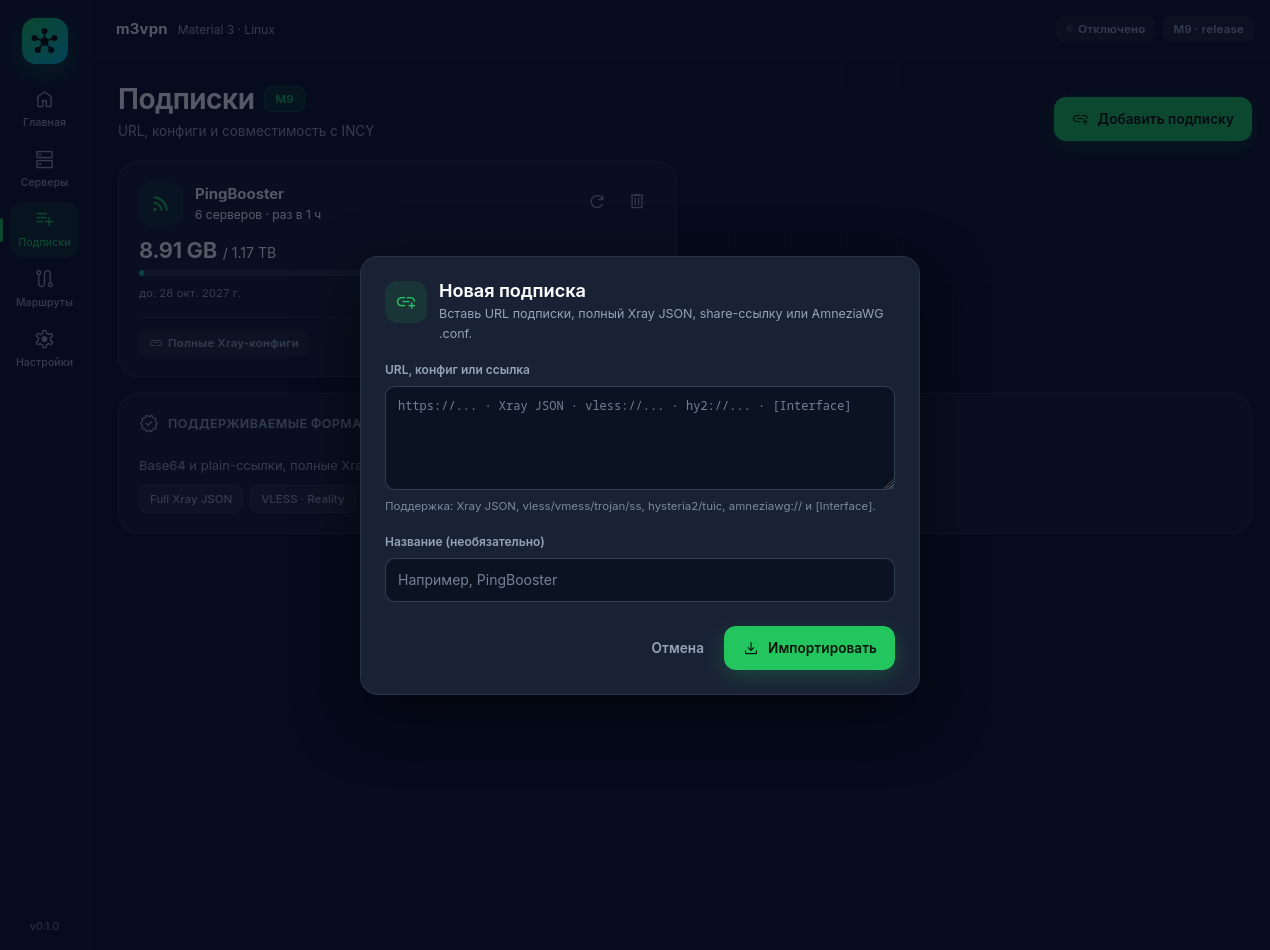 m3vpn Material 3 · Linux
Отключено
M9 · release
Главная
Серверы
Подписки
Маршруты
Настройки
v0.1.0
Подписки M9
URL, конфиги и совместимость с INCY
Добавить подписку
PingBooster
6 серверов · раз в 1 ч
8.91 GB / 1.17 TB
до: 28 окт. 2027 г.
Полные Xray-конфиги
ПОДДЕРЖИВАЕМЫЕ ФОРМА
Base64 и plain-ссылки, полные Xra
Full Xray JSON
VLESS · Reality
Новая подписка
Вставь URL подписки, полный Xray JSON, share-ссылку или AmneziaWG
.conf.
URL, конфиг или ссылка
https://... · Xray JSON · vless://... · hy2://... · [Interface]
Поддержка: Xray JSON, vless/vmess/trojan/ss, hysteria2/tuic, amneziawg:// и [Interface].
Название (необязательно)
Например, PingBooster
Отмена
Импортировать